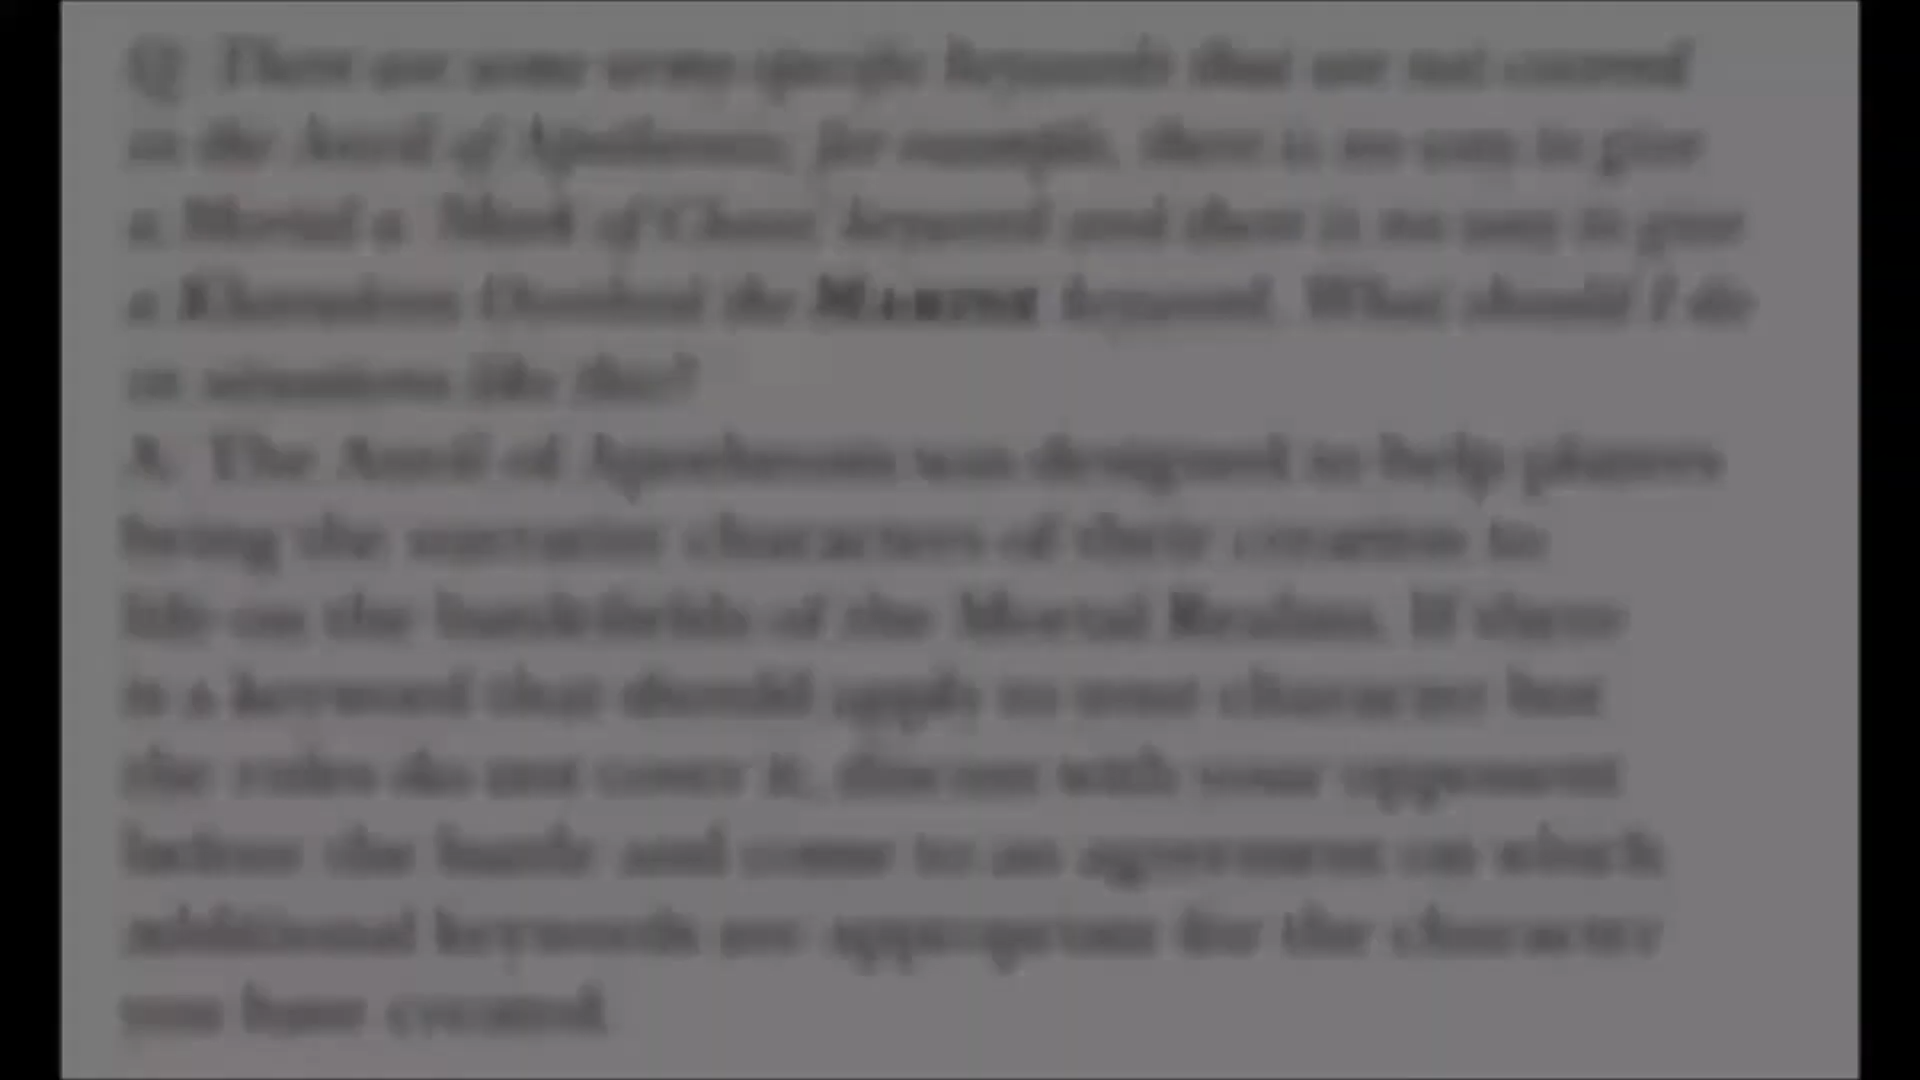 Q: There are some army specific keywords that are not covered
in the Anvil of Apotheosis, for example, there is no way to give
a Mortal a Mark of Chaos keyword and there is no way to give
a Kharadron Overlord the MARINE keyword. What should I do
in situations like this?
A: The Anvil of Apotheosis was designed to help players
bring the narrative characters of their creation to
life on the battlefields of the Mortal Realms. If there
is a keyword that should apply to your character but
the rules do not cover it, discuss with your opponent
before the battle and come to an agreement on which
additional keywords are appropriate for the character
you have created.